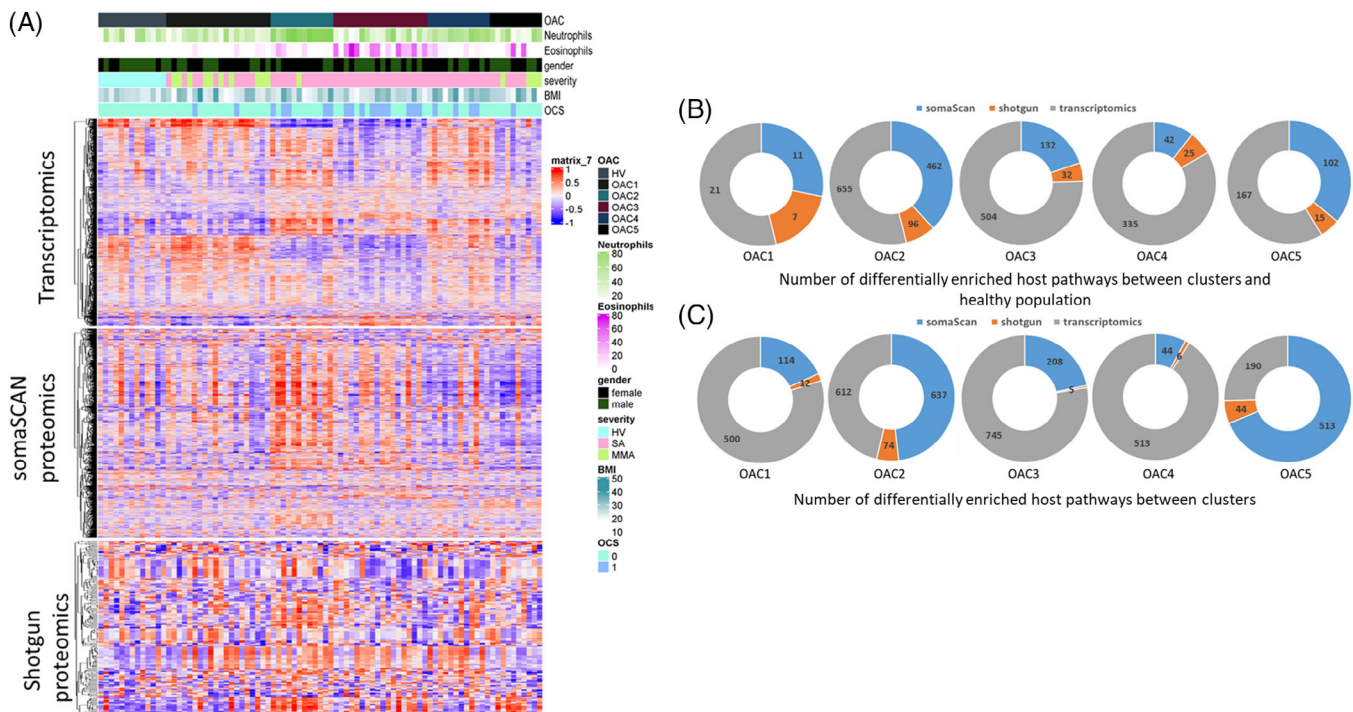 (A)
OAC
Neutrophils
Eosinophils
gender
severity
BMI
OCS
Transcriptomics
somaSCAN
proteomics
Shotgun
proteomics
matrix_7
1
0.5
0
-0.5
-1
OAC
HV
OAC1
OAC2
OAC3
OAC4
OAC5
Neutrophils
80
60
40
20
Eosinophils
80
60
40
20
0
gender
female
male
severity
HV
SA
MMA
BMI
50
40
30
20
10
OCS
0
1
(B)
somaScan shotgun transcriptomics
11
7
21
OAC1
462
96
655
OAC2
132
32
504
OAC3
42
25
335
OAC4
102
15
167
OAC5
Number of differentially enriched host pathways between clusters and
healthy population
(C)
somaScan shotgun transcriptomics
114
12
500
OAC1
637
74
612
OAC2
208
5
745
OAC3
44
6
513
OAC4
190
44
513
OAC5
Number of differentially enriched host pathways between clusters